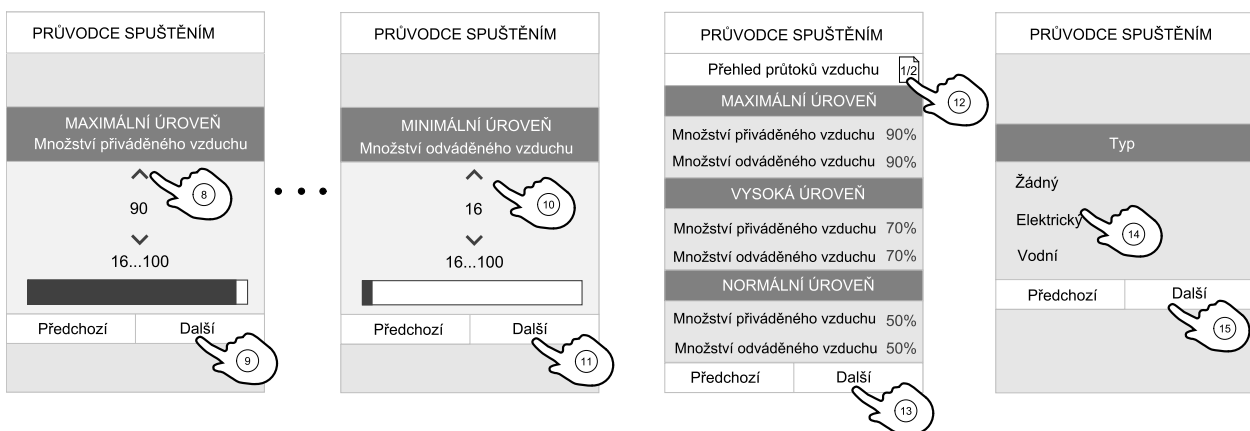 PRŮVODCE SPUŠTĚNÍM
MAXIMÁLNÍ ÚROVEŇ
Množství přiváděného vzduchu
8
90
16...100
Předchozí
Další
9
• • •
PRŮVODCE SPUŠTĚNÍM
MINIMÁLNÍ ÚROVEŇ
Množství odváděného vzduchu
10
16
16...100
Předchozí
Další
11
PRŮVODCE SPUŠTĚNÍM
Přehled průtoků vzduchu 1/2
12
MAXIMÁLNÍ ÚROVEŇ
Množství přiváděného vzduchu 90%
Množství odváděného vzduchu 90%
VYSOKÁ ÚROVEŇ
Množství přiváděného vzduchu 70%
Množství odváděného vzduchu 70%
NORMÁLNÍ ÚROVEŇ
Množství přiváděného vzduchu 50%
Množství odváděného vzduchu 50%
Předchozí
Další
13
PRŮVODCE SPUŠTĚNÍM
Typ
Žádný
Elektrický
14
Vodní
Předchozí
Další
15